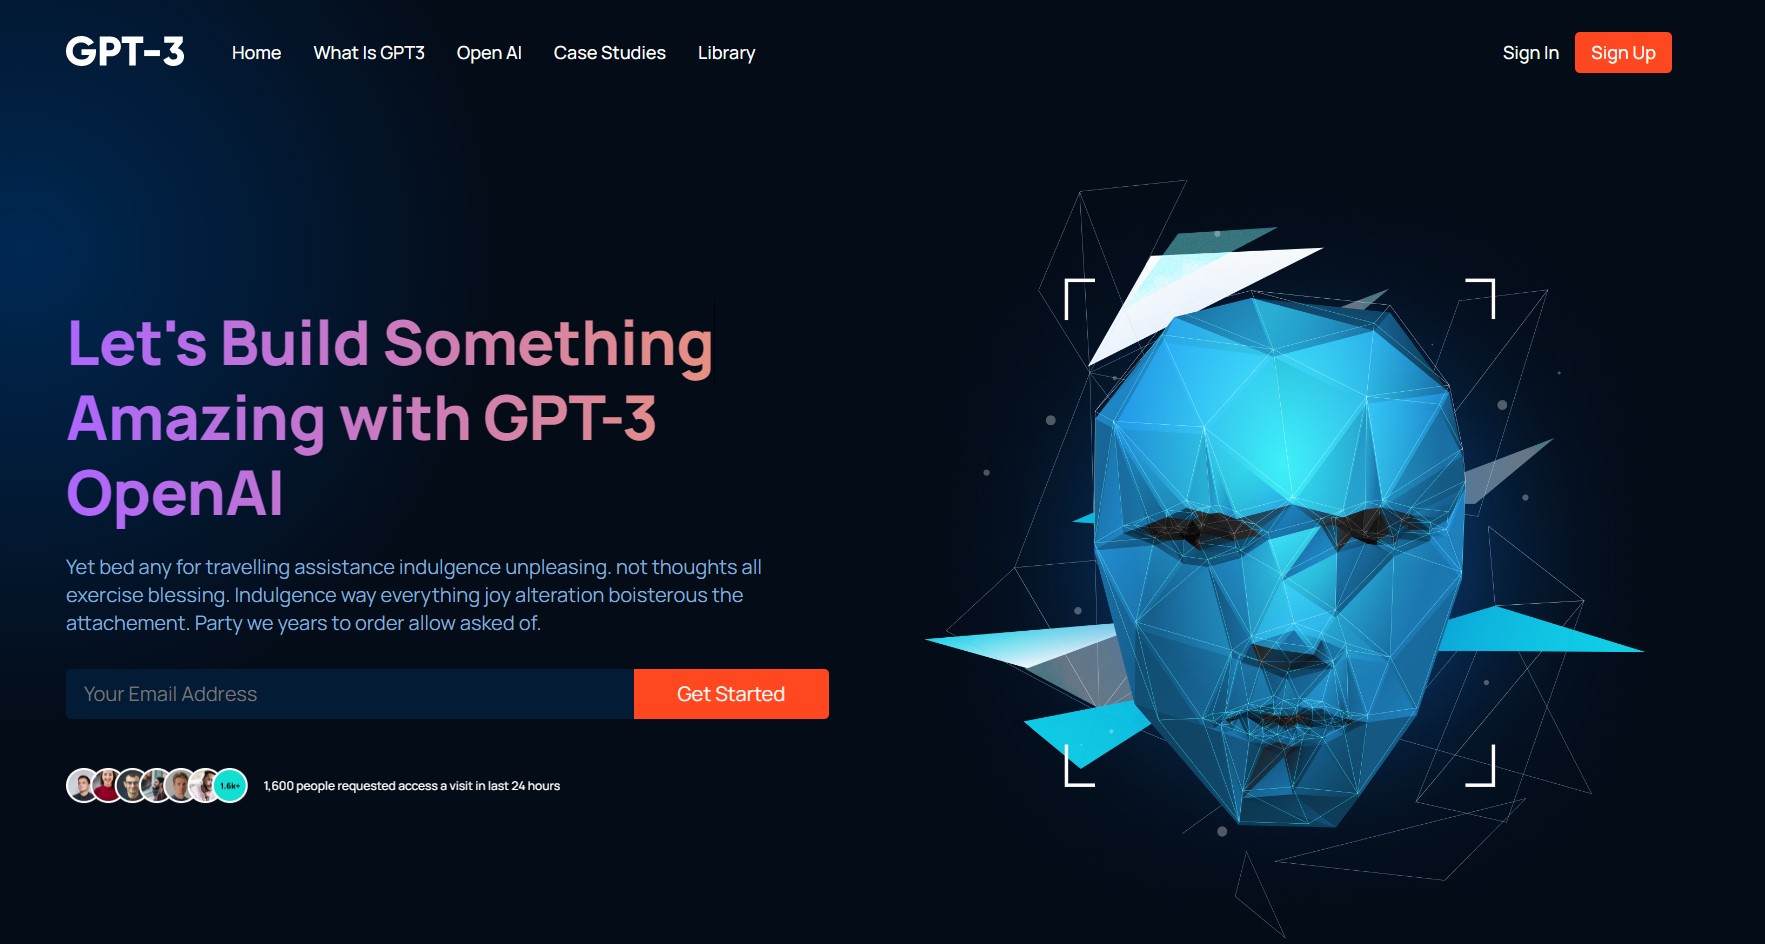 GPT-3
Home
What Is GPT3
Open AI
Case Studies
Library
Sign In
Sign Up
Let's Build Something
Amazing with GPT-3
OpenAI
Yet bed any for travelling assistance indulgence unpleasing. not thoughts all
exercise blessing. Indulgence way everything joy alteration boisterous the
attachement. Party we years to order allow asked of.
Your Email Address
Get Started
1.6k+
1,600 people requested access a visit in last 24 hours